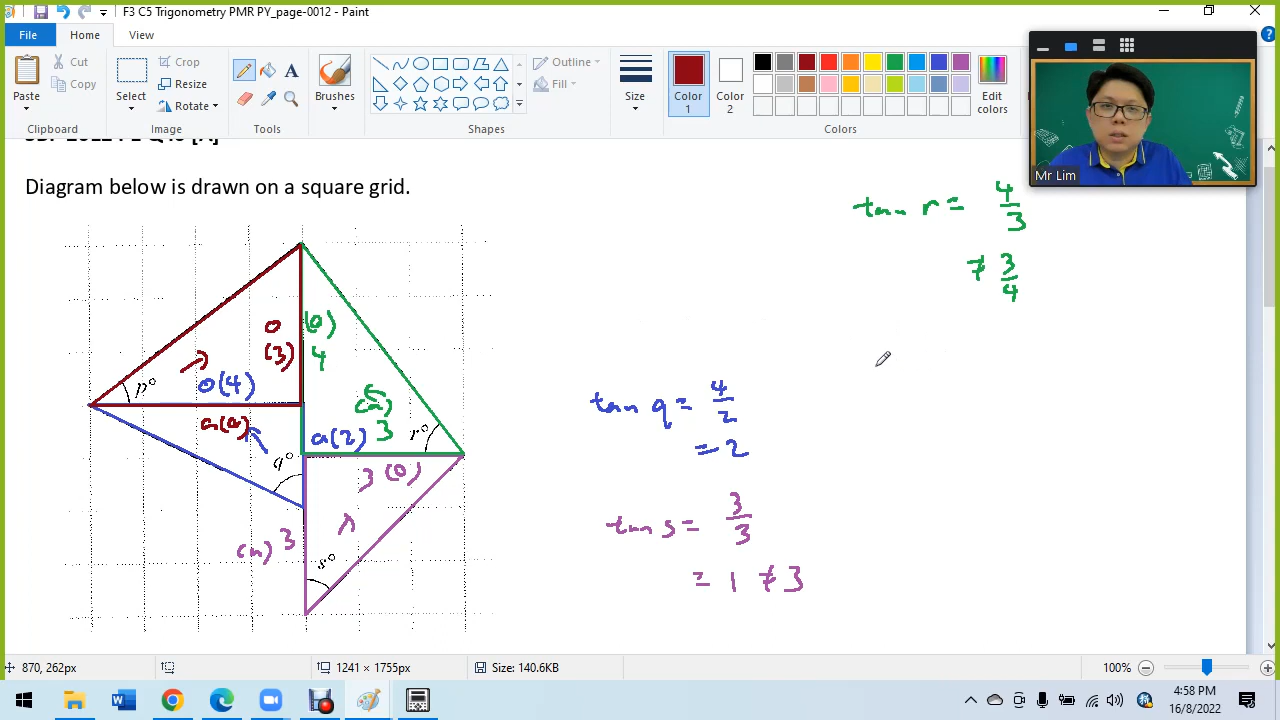 F3 C5 Trigonometry PMR PY_page-0012 - Paint
File Home View
Paste Cut Copy
Select Crop Resize Rotate
A
Brushes
Outline
Fill
Size
Color 1
Color 2
Edit colors
Clipboard Image Tools Shapes Colors
Mr Lim
Diagram below is drawn on a square grid.
tan r = 4/3
≠ 3/4
o (3)
(o) 4
p°
o(4)
(a) 3
r°
a(2)
q°
3 (o)
(a) 3
s°
tan q = 4/2
= 2
tan s = 3/3
= 1 ≠ 3
870, 262px
1241 × 1755px
Size: 140.6KB
100%
4:58 PM
16/8/2022